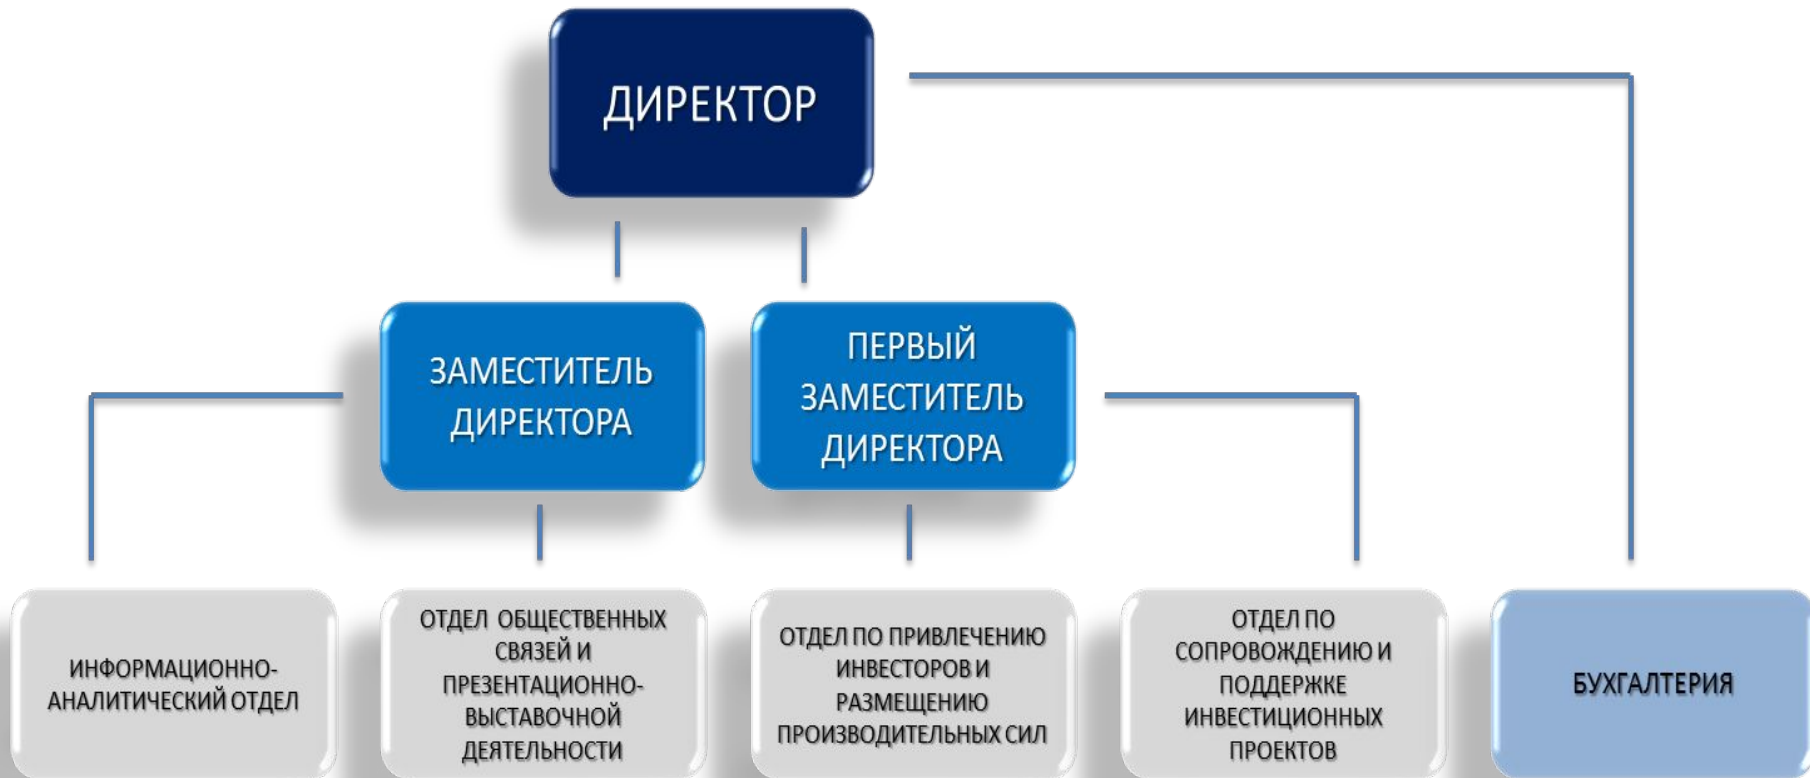 ДИРЕКТОР
ЗАМЕСТИТЕЛЬ
ДИРЕКТОРА
ПЕРВЫЙ
ЗАМЕСТИТЕЛЬ
ДИРЕКТОРА
ИНФОРМАЦИОННО-
АНАЛИТИЧЕСКИЙ ОТДЕЛ
ОТДЕЛ ОБЩЕСТВЕННЫХ
СВЯЗЕЙ И
ПРЕЗЕНТАЦИОННО-
ВЫСТАВОЧНОЙ
ДЕЯТЕЛЬНОСТИ
ОТДЕЛ ПО ПРИВЛЕЧЕНИЮ
ИНВЕСТОРОВ И
РАЗМЕЩЕНИЮ
ПРОИЗВОДИТЕЛЬНЫХ СИЛ
ОТДЕЛ ПО
СОПРОВОЖДЕНИЮ И
ПОДДЕРЖКЕ
ИНВЕСТИЦИОННЫХ
ПРОЕКТОВ
БУХГАЛТЕРИЯ